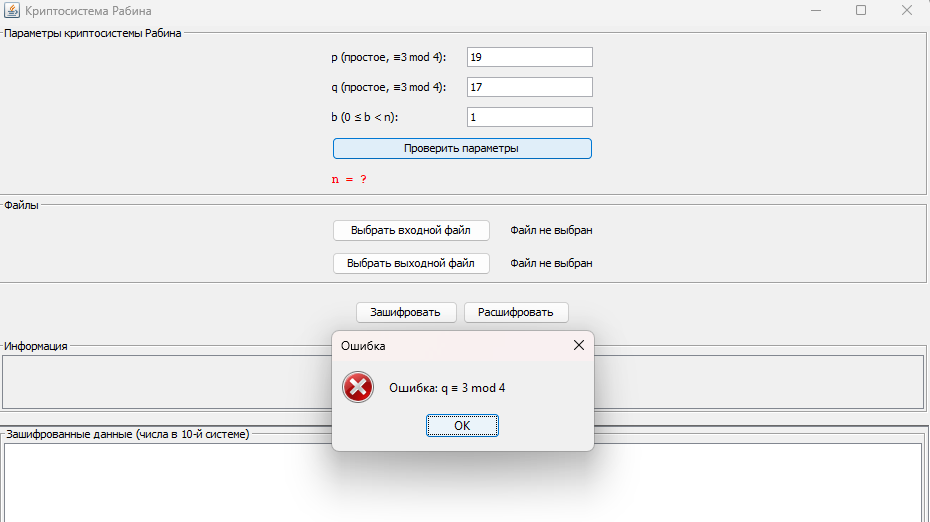 Криптосистема Рабина
Параметры криптосистемы Рабина
p (простое, ≡3 mod 4): 19
q (простое, ≡3 mod 4): 17
b (0 ≤ b < n): 1
Проверить параметры
n = ?
Файлы
Выбрать входной файл Файл не выбран
Выбрать выходной файл Файл не выбран
Зашифровать Расшифровать
Информация
Ошибка
Ошибка: q ≡ 3 mod 4
OK
Зашифрованные данные (числа в 10-й системе)